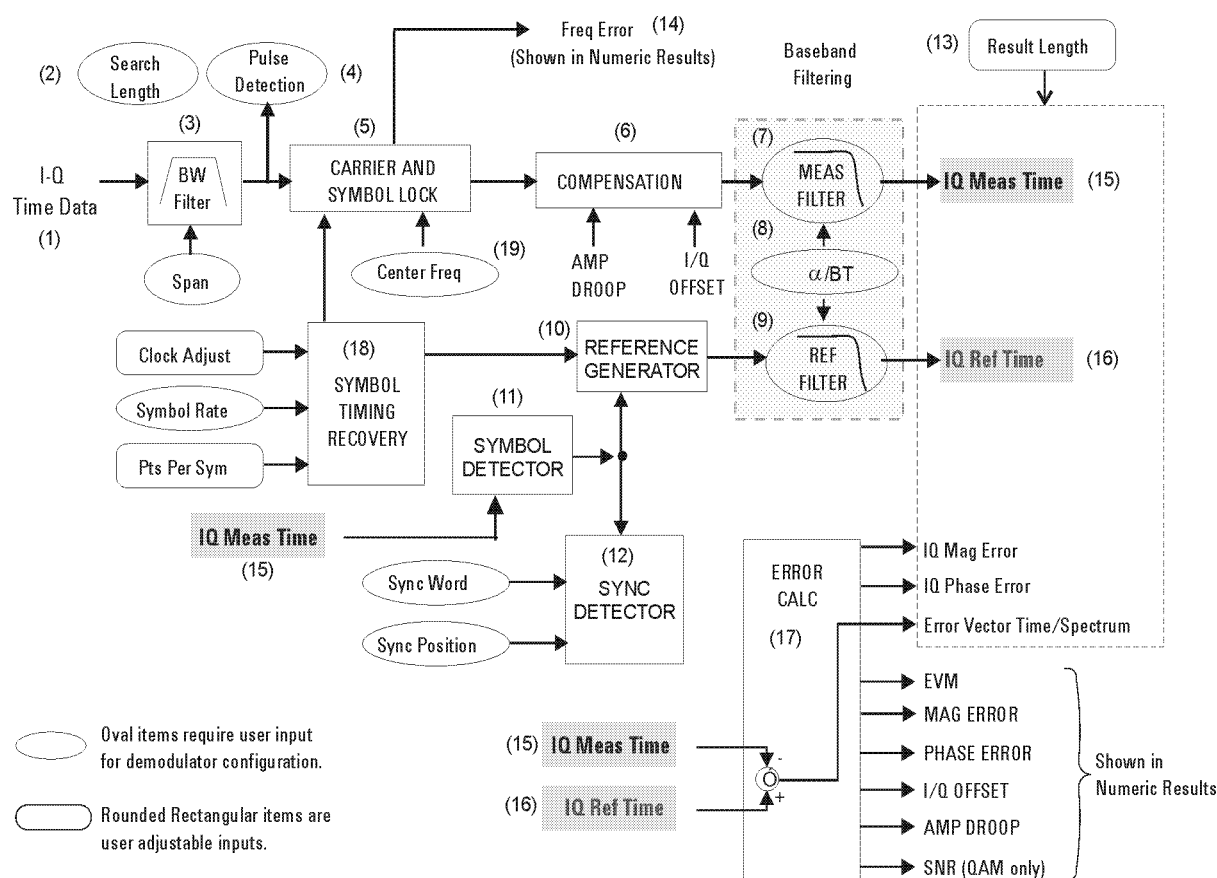 Freq Error (14)
(Shown in Numeric Results)
(2)
Search
Length
Pulse
Detection
(4)
Baseband
Filtering
(13)
Result Length
(3)
(5)
(6)
(7)
I-Q
Time Data
(1)
BW
Filter
CARRIER AND
SYMBOL LOCK
COMPENSATION
MEAS
FILTER
IQ Meas Time
(15)
(8)
Span
Center Freq
(19)
AMP
DROOP
I/Q
OFFSET
α/BT
(9)
Clock Adjust
Symbol Rate
Pts Per Sym
(18)
SYMBOL
TIMING
RECOVERY
(10)
REFERENCE
GENERATOR
REF
FILTER
IQ Ref Time
(16)
(11)
SYMBOL
DETECTOR
IQ Meas Time
(15)
Sync Word
Sync Position
(12)
SYNC
DETECTOR
ERROR
CALC
(17)
IQ Mag Error
IQ Phase Error
Error Vector Time/Spectrum
EVM
MAG ERROR
PHASE ERROR
I/Q OFFSET
AMP DROOP
SNR (QAM only)
Shown in
Numeric Results
(15)
IQ Meas Time
-
(16)
IQ Ref Time
+
Oval items require user input
for demodulator configuration.
Rounded Rectangular items are
user adjustable inputs.